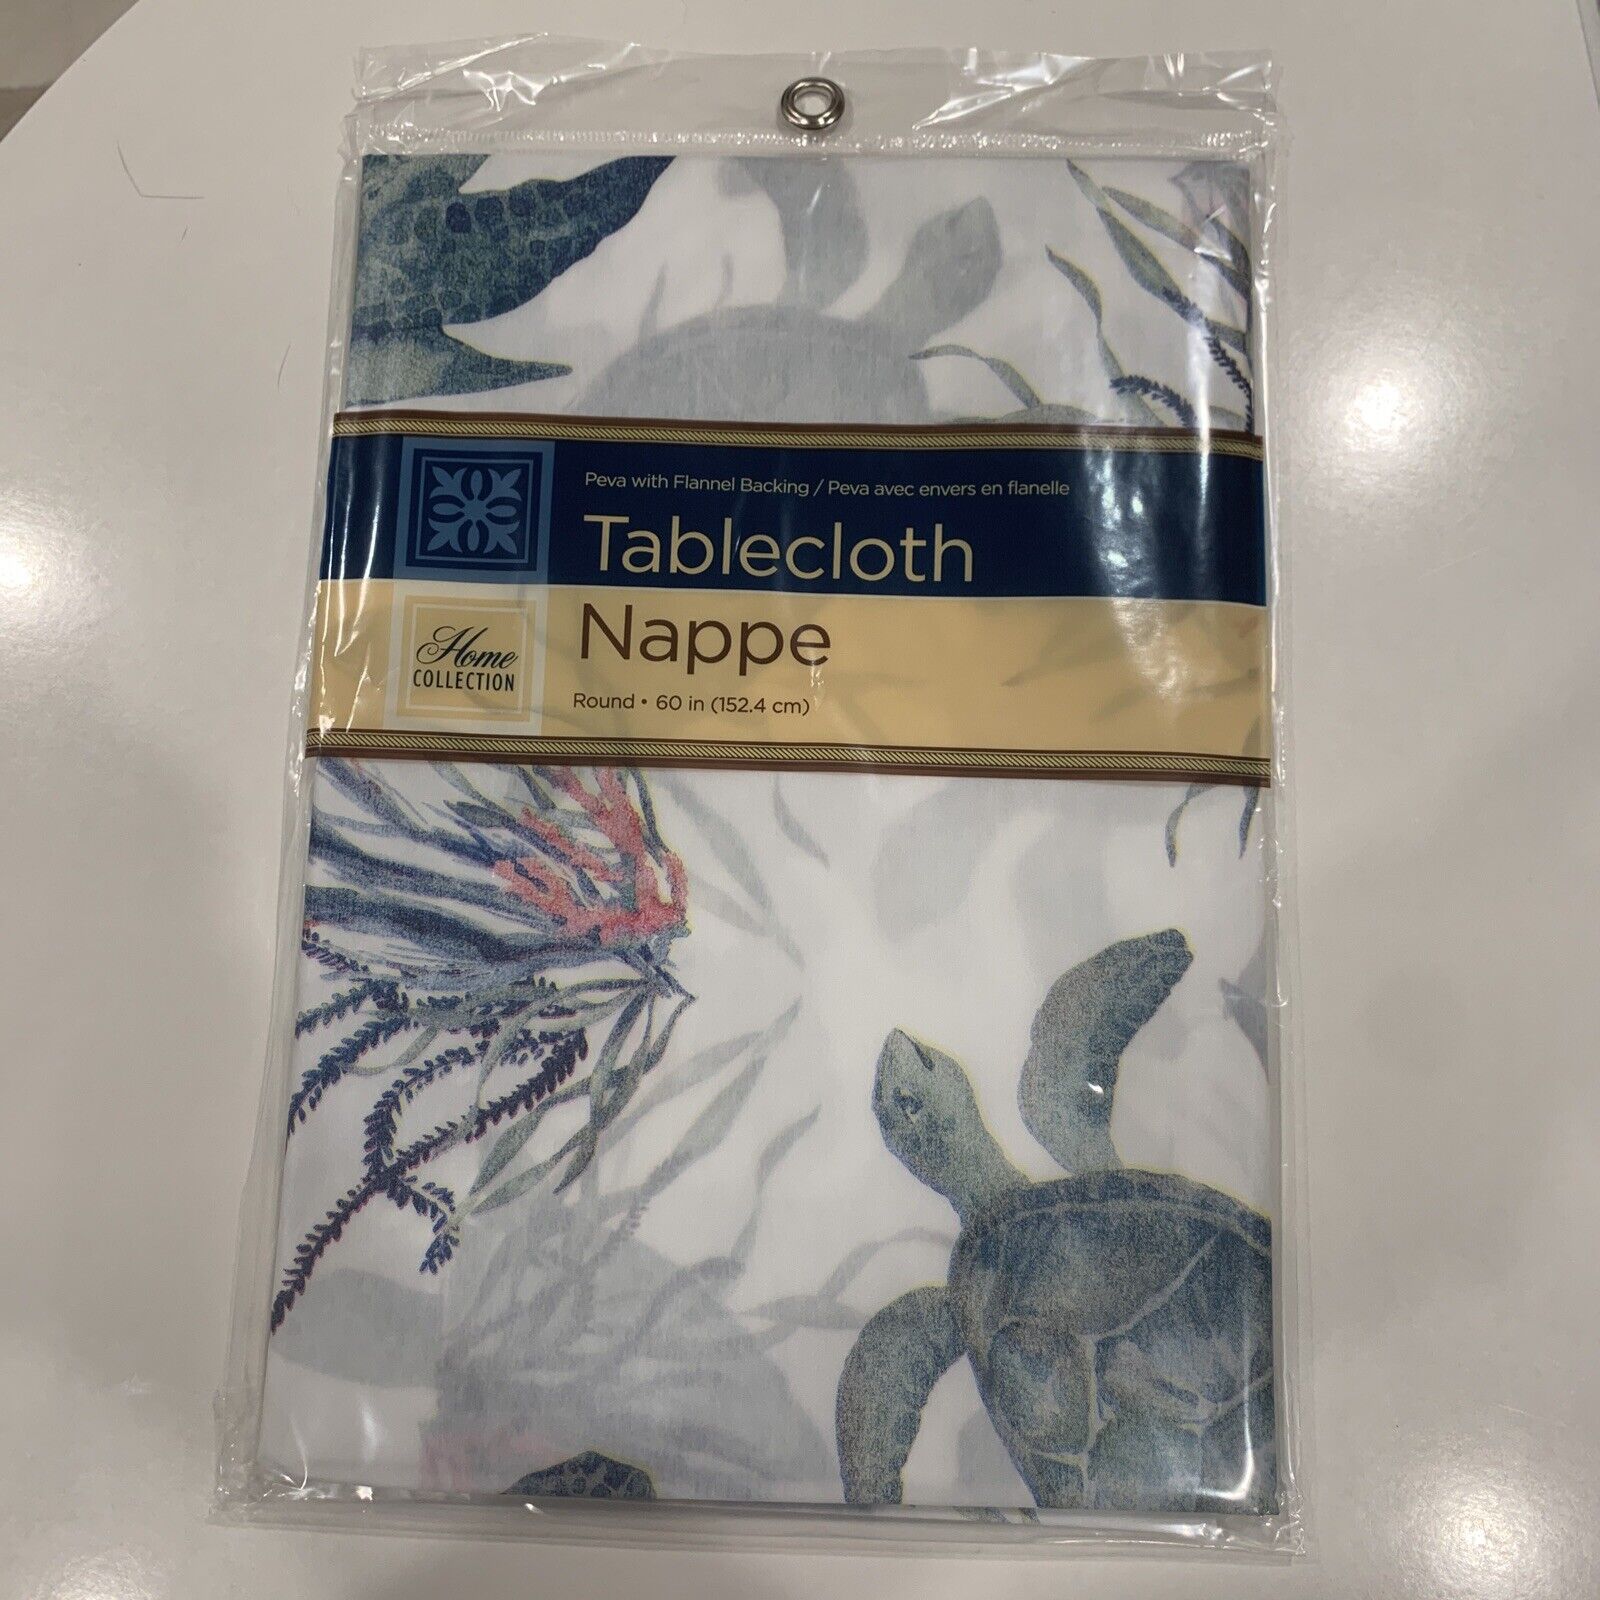 Peva with Flannel Backing / Peva avec envers en flanelle
Tablecloth
Nappe
Home
COLLECTION
Round • 60 in (152.4 cm)